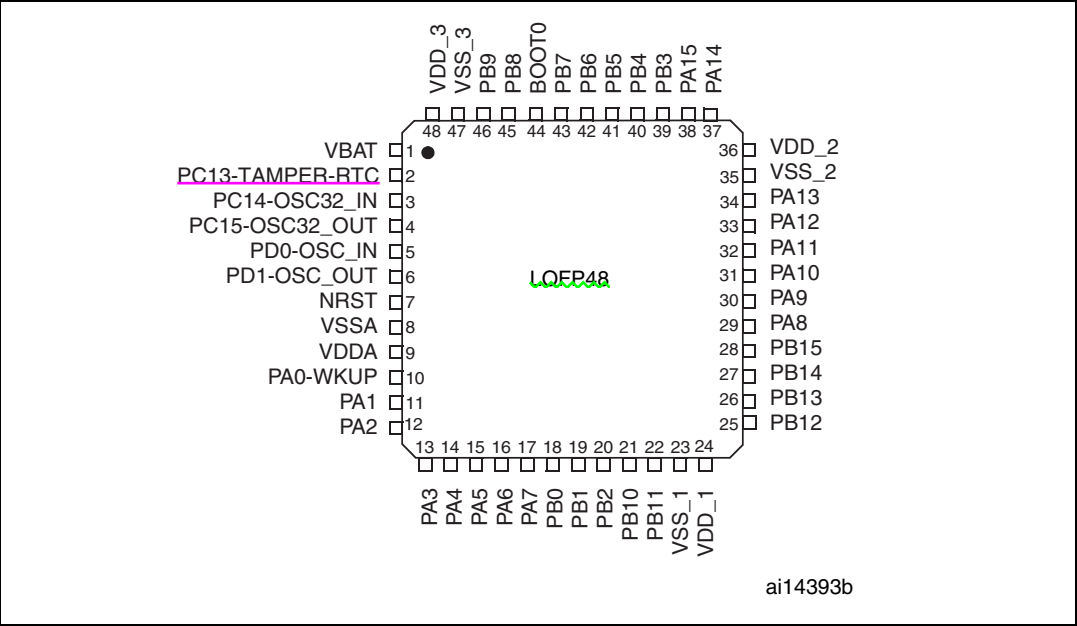 VDD_3
VSS_3
PB9
PB8
BOOT0
PB7
PB6
PB5
PB4
PB3
PA15
PA14
48 47 46 45 44 43 42 41 40 39 38 37
VBAT 1 36 VDD_2
PC13-TAMPER-RTC 2 35 VSS_2
PC14-OSC32_IN 3 34 PA13
PC15-OSC32_OUT 4 33 PA12
PD0-OSC_IN 5 32 PA11
PD1-OSC_OUT 6 LQFP48 31 PA10
NRST 7 30 PA9
VSSA 8 29 PA8
VDDA 9 28 PB15
PA0-WKUP 10 27 PB14
PA1 11 26 PB13
PA2 12 25 PB12
13 14 15 16 17 18 19 20 21 22 23 24
PA3
PA4
PA5
PA6
PA7
PB0
PB1
PB2
PB10
PB11
VSS_1
VDD_1
ai14393b